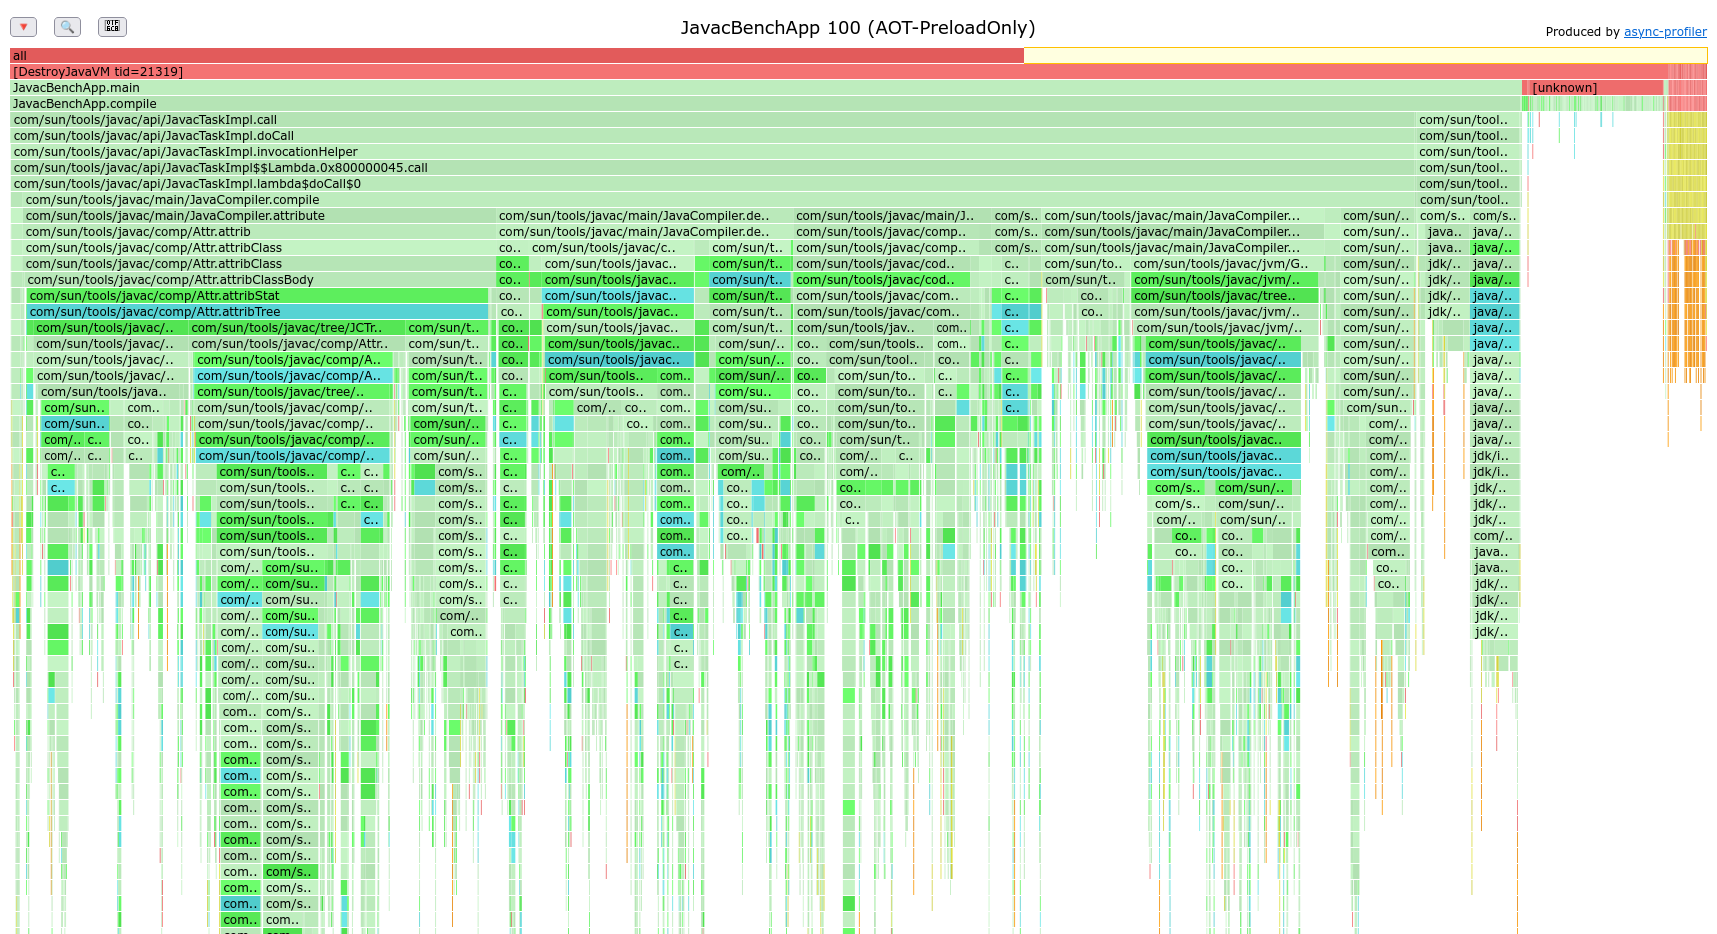 JavacBenchApp 100 (AOT-PreloadOnly)
Produced by async-profiler
all
[DestroyJavaVM tid=21319]
JavacBenchApp.main [unknown]
JavacBenchApp.compile
com/sun/tools/javac/api/JavacTaskImpl.call com/sun/tool..
com/sun/tools/javac/api/JavacTaskImpl.doCall com/sun/tool..
com/sun/tools/javac/api/JavacTaskImpl.invocationHelper com/sun/tool..
com/sun/tools/javac/api/JavacTaskImpl$$Lambda.0x800000045.call com/sun/tool..
com/sun/tools/javac/api/JavacTaskImpl.lambda$doCall$0 com/sun/tool..
com/sun/tools/javac/main/JavaCompiler.compile com/sun/tool..
com/sun/tools/javac/main/JavaCompiler.attribute com/sun/tools/javac/main/JavaCompiler.de.. com/sun/tools/javac/main/J.. com/s.. com/sun/tools/javac/main/JavaCompiler... com/sun/.. com/s.. com/s..
com/sun/tools/javac/comp/Attr.attrib com/sun/tools/javac/main/JavaCompiler.de.. com/sun/tools/javac/comp.. com/s.. com/sun/tools/javac/main/JavaCompiler... com/sun/.. java.. java/..
com/sun/tools/javac/comp/Attr.attribClass co.. com/sun/tools/javac/c.. com/sun/t.. com/sun/tools/javac/comp.. com/s.. com/sun/tools/javac/main/JavaCompiler... com/sun/.. java.. java/..
com/sun/tools/javac/comp/Attr.attribClass co.. com/sun/tools/javac.. com/sun/t.. com/sun/tools/javac/cod.. c.. com/sun/to.. com/sun/tools/javac/jvm/G.. com/sun/.. jdk/.. java/..
com/sun/tools/javac/comp/Attr.attribClassBody co.. com/sun/tools/javac.. com/sun/t.. com/sun/tools/javac/cod.. c.. com/sun/t.. com/sun/tools/javac/jvm/.. com/sun/.. jdk/.. java/..
com/sun/tools/javac/comp/Attr.attribStat co.. com/sun/tools/javac.. com/sun/t.. com/sun/tools/javac/com.. c.. co.. com/sun/tools/javac/tree.. com/sun/.. jdk/.. java/..
com/sun/tools/javac/comp/Attr.attribTree co.. com/sun/tools/javac.. com/sun/t.. com/sun/tools/javac/com.. c.. co.. com/sun/tools/javac/jvm/.. com/sun/.. jdk/.. java/..
com/sun/tools/javac/.. com/sun/tools/javac/tree/JCTr.. com/sun/t.. co.. com/sun/tools/javac.. com/sun/t.. com/sun/tools/jav.. com.. c.. com/sun/tools/javac/jvm/.. com/sun/.. java/..
com/sun/tools/javac/.. com/sun/tools/javac/comp/Attr.. com/sun/t.. co.. com/sun/tools/javac.. com/sun/.. co.. com/sun/tools.. com.. c.. com/sun/tools/javac/.. com/sun/.. java/..
com/sun/tools/javac/.. com/sun/tools/javac/comp/A.. com/sun/t.. co.. com/sun/tools/javac.. com/sun/.. co.. com/sun/tool.. co.. c.. com/sun/tools/javac/.. com/sun/.. java/..
com/sun/tools/javac/.. com/sun/tools/javac/comp/A.. com/sun/t.. co.. com/sun/tools.. com.. com/sun/.. co.. com/sun/to.. c.. c.. com/sun/tools/javac/.. com/sun/.. java/..
com/sun/tools/java.. com/sun/tools/javac/tree/.. com/sun/t.. c.. com/sun/tools.. com.. com/su.. co.. com/sun/to.. c.. c.. com/sun/tools/javac/.. com/sun/.. java/..
com/sun.. com.. com/sun/tools/javac/comp/.. com/sun/t.. c.. com/.. co.. com.. com/su.. co.. com/sun/to.. c.. com/sun/tools/javac/.. com/sun.. java/..
com/sun.. co.. com/sun/tools/javac/comp/.. com/sun/.. c.. co.. com.. com/su.. co.. com/sun/to.. com/sun/tools/javac/.. com/.. java/..
com/.. c.. co.. com/sun/tools/javac/comp/.. com/sun/.. c.. com.. com/su.. co.. com/sun/t.. com/sun/tools/javac.. com/.. java/..
com/.. c.. co.. com/sun/tools/javac/comp/.. com/sun/.. c.. com.. com/su.. co.. com/.. c.. com/sun/tools/javac.. com/.. jdk/i..
c.. com/sun/tools.. c.. c.. com/s.. c.. com.. com/.. com/.. com/sun/tools/javac.. com/.. jdk/i..
c.. com/sun/tools.. c.. c.. com/s.. c.. com.. co.. co.. com/s.. com/sun/.. com/.. jdk/..
com/sun/tools.. c.. c.. com/s.. c.. com.. co.. co.. com/s.. com/sun/.. com/.. jdk/..
com/sun/tools.. c.. com/s.. c.. com.. co.. c.. com/.. com/sun/.. com/.. jdk/..
com/sun/tools.. com/s.. c.. com.. co.. co.. co.. com/.. com/..
com/sun/tools.. com/s.. c.. com.. co.. co.. com.. java..
com/.. com/su.. com/s.. c.. c.. co.. co.. java..
com/.. com/su.. com/s.. c.. c.. co.. co.. jdk/..
com/.. com/su.. com/s.. c.. c.. jdk/..
com/.. com/su.. com/.. c.. jdk/..
com/.. com/su.. com.. c.. jdk/..
com/.. com/su.. c..
com/.. com/su.. c..
com/.. com/su..
com/.. com/su..
com.. com/s..
com.. com/s..
com.. com/s..
com.. com/s..
com.. com/s..
com.. com/s..
com.. com/s..
com.. com/s..
com.. com/s..
com.. com/s..
com.. com/s..
com.. com/s..
com.. com/s..
com.. com..